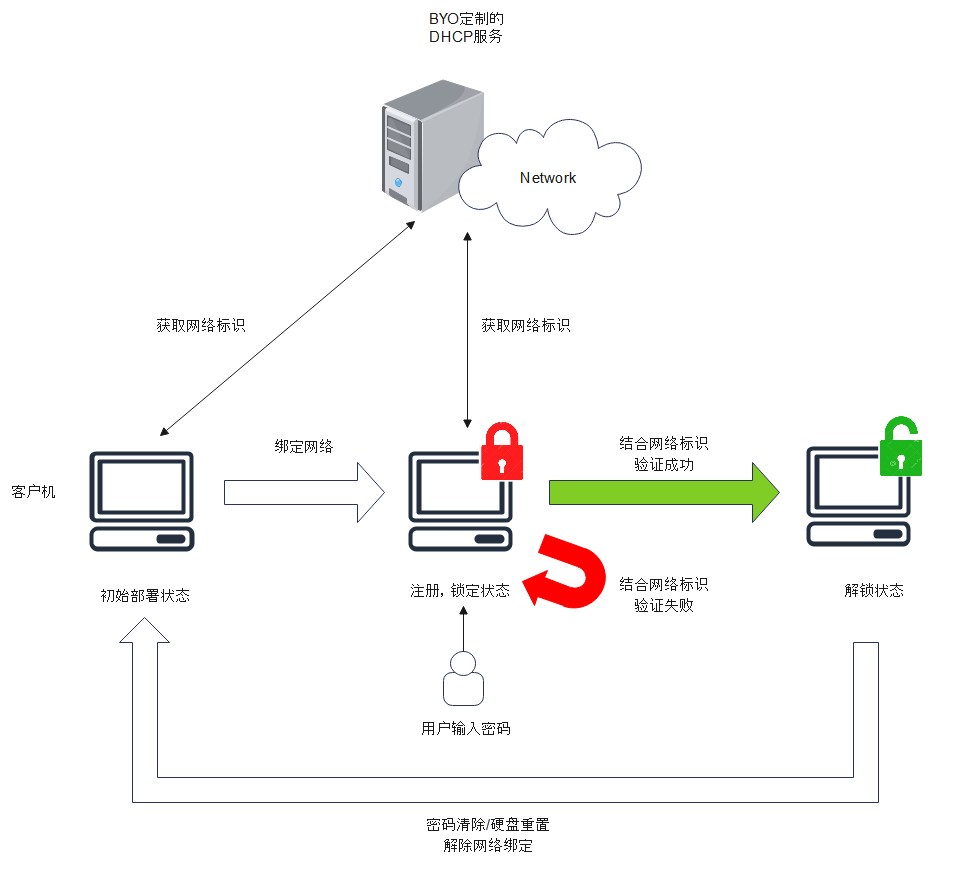 BYO定制的
DHCP服务
Network
获取网络标识
获取网络标识
绑定网络
结合网络标识
验证成功
客户机
结合网络标识
验证失败
初始部署状态
注册，锁定状态
解锁状态
用户输入密码
密码清除/硬盘重置
解除网络绑定